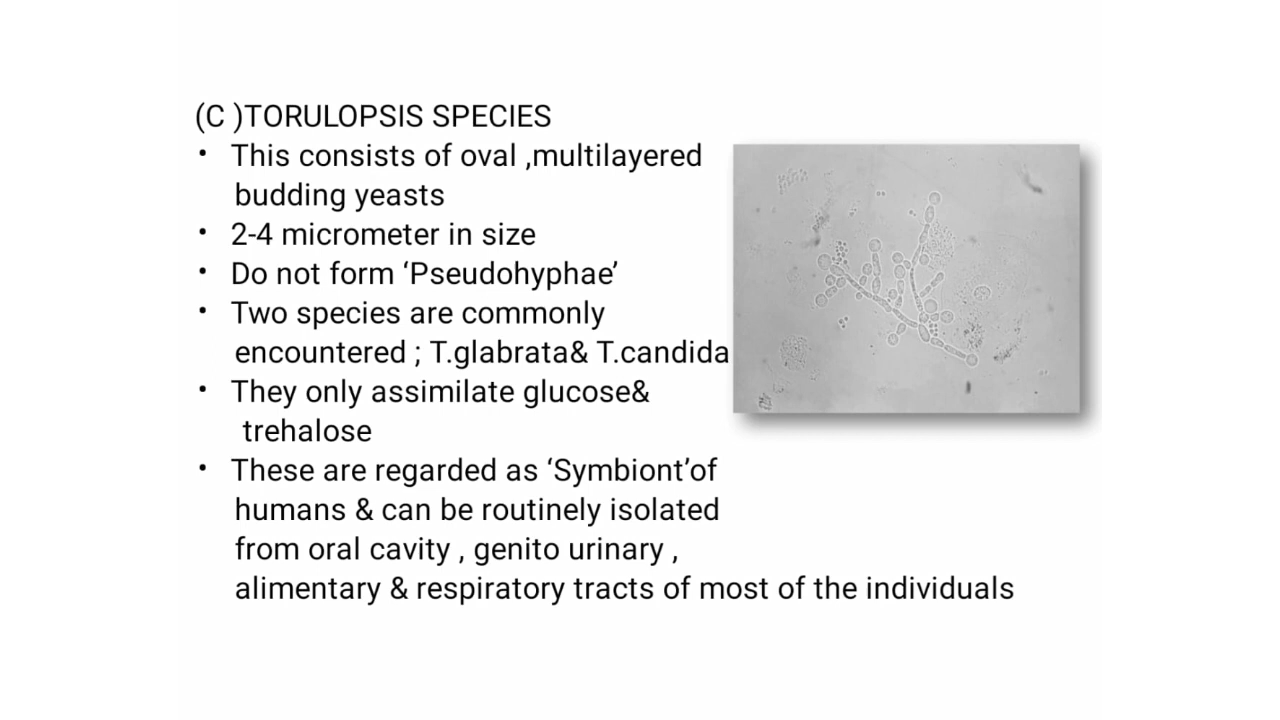 (C )TORULOPSIS SPECIES
• This consists of oval ,multilayered
budding yeasts
• 2-4 micrometer in size
• Do not form ‘Pseudohyphae’
• Two species are commonly
encountered ; T.glabrata& T.candida
• They only assimilate glucose&
trehalose
• These are regarded as ‘Symbiont’of
humans & can be routinely isolated
from oral cavity , genito urinary ,
alimentary & respiratory tracts of most of the individuals